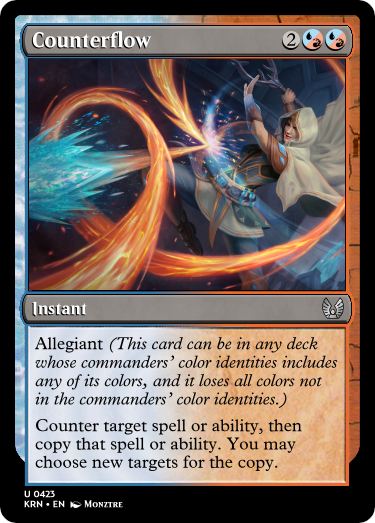 Counterflow 2
Instant
Allegiant (This card can be in any deck
whose commanders' color identities includes
any of its colors, and it loses all colors not
in the commanders' color identities.)
Counter target spell or ability, then
copy that spell or ability. You may
choose new targets for the copy.
U 0423
KRN • EN Monztre